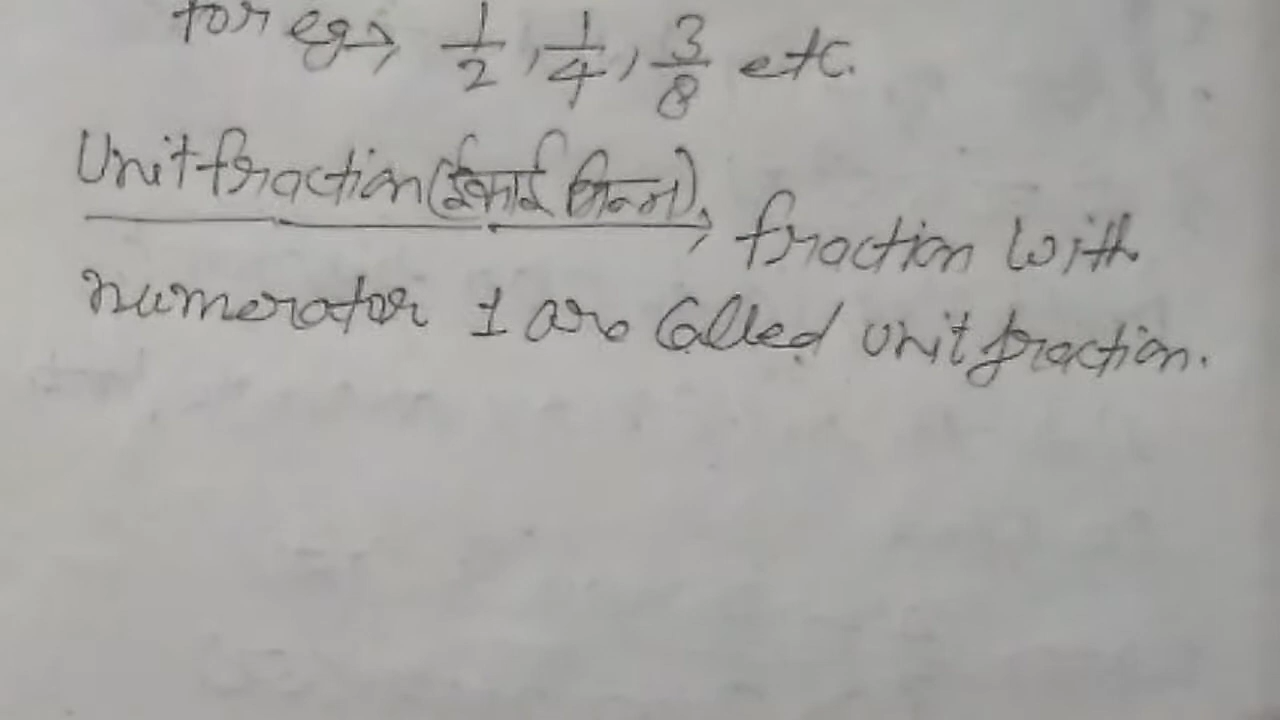 for eg→ 1/2, 1/4, 3/8 etc.
Unit fraction (ईकाई भिन्न)→ fraction with
numerator 1 are called unit fraction.